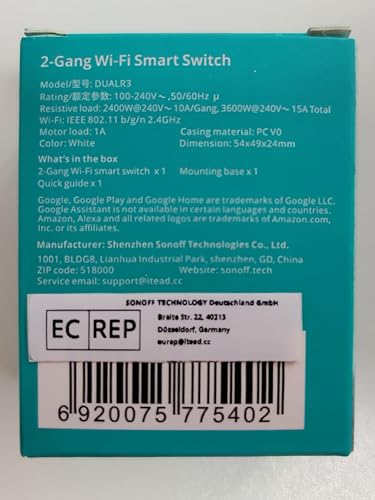 2-Gang Wi-Fi Smart Switch
Model/型号: DUALR3
Rating/额定参数: 100-240V～ ,50/60Hz μ
Resistive load: 2400W@240V～10A/Gang, 3600W@240V～15A Total
Wi-Fi: IEEE 802.11 b/g/n 2.4GHz
Motor load: 1A Casing material: PC V0
Color: White Dimension: 54x49x24mm
What's in the box
2-Gang Wi-Fi smart switch x 1 Mounting base x 1
Quick guide x 1
Google, Google Play and Google Home are trademarks of Google LLC.
Google Assistant is not available in certain languages and countries.
Amazon, Alexa and all related logos are trademarks of Amazon.com,
Inc. or its affiliates.
Manufacturer: Shenzhen Sonoff Technologies Co., Ltd.
1001, BLDG8, Lianhua Industrial Park, shenzhen, GD, China
ZIP code: 518000 Website: sonoff.tech
Service email: support@itead.cc
SONOFF TECHNOLOGY Deutschland GmbH
EC REP
Breite Str. 22, 40213
Düsseldorf, Germany
eurep@itead.cc
6 920075 775402